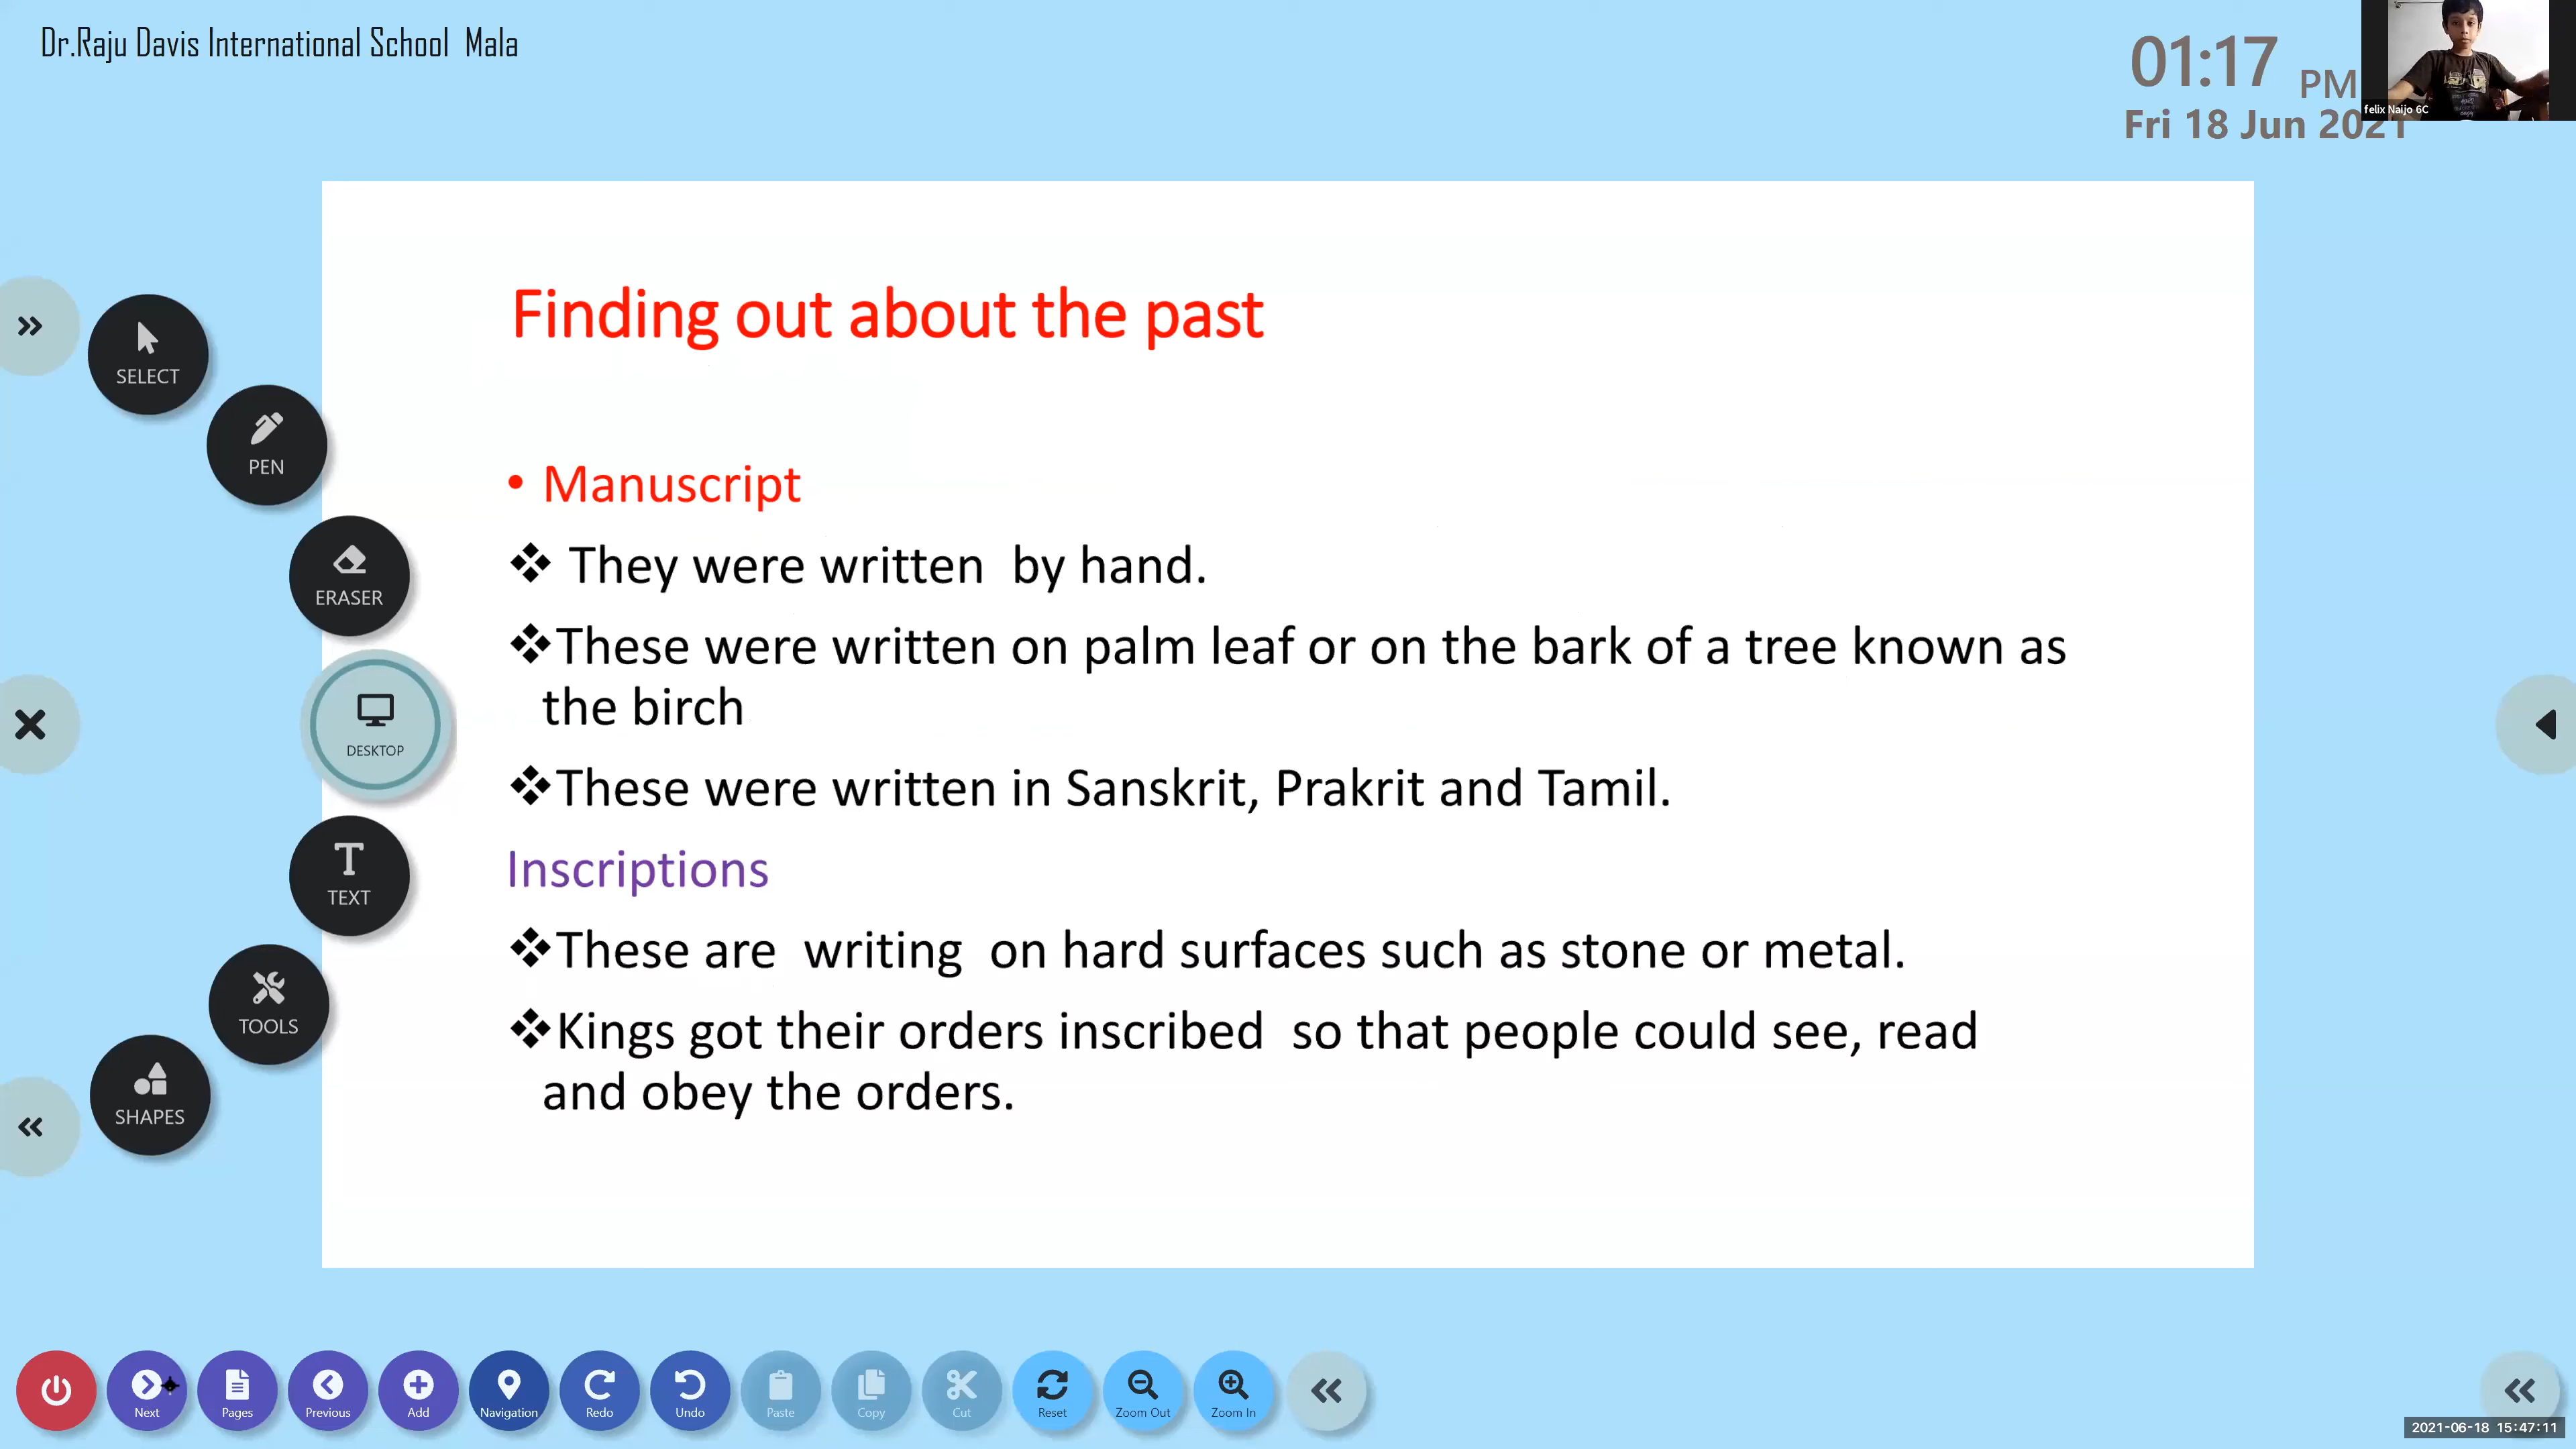 Dr.Raju Davis International School Mala
01:17 PM
Fri 18 Jun 2021
felix Naijo 6C
Finding out about the past
• Manuscript
❖ They were written by hand.
❖These were written on palm leaf or on the bark of a tree known as
the birch
❖These were written in Sanskrit, Prakrit and Tamil.
Inscriptions
❖These are writing on hard surfaces such as stone or metal.
❖Kings got their orders inscribed so that people could see, read
and obey the orders.
SELECT
PEN
ERASER
DESKTOP
TEXT
TOOLS
SHAPES
Next
Pages
Previous
Add
Navigation
Redo
Undo
Paste
Copy
Cut
Reset
Zoom Out
Zoom In
2021-06-18 15:47:11